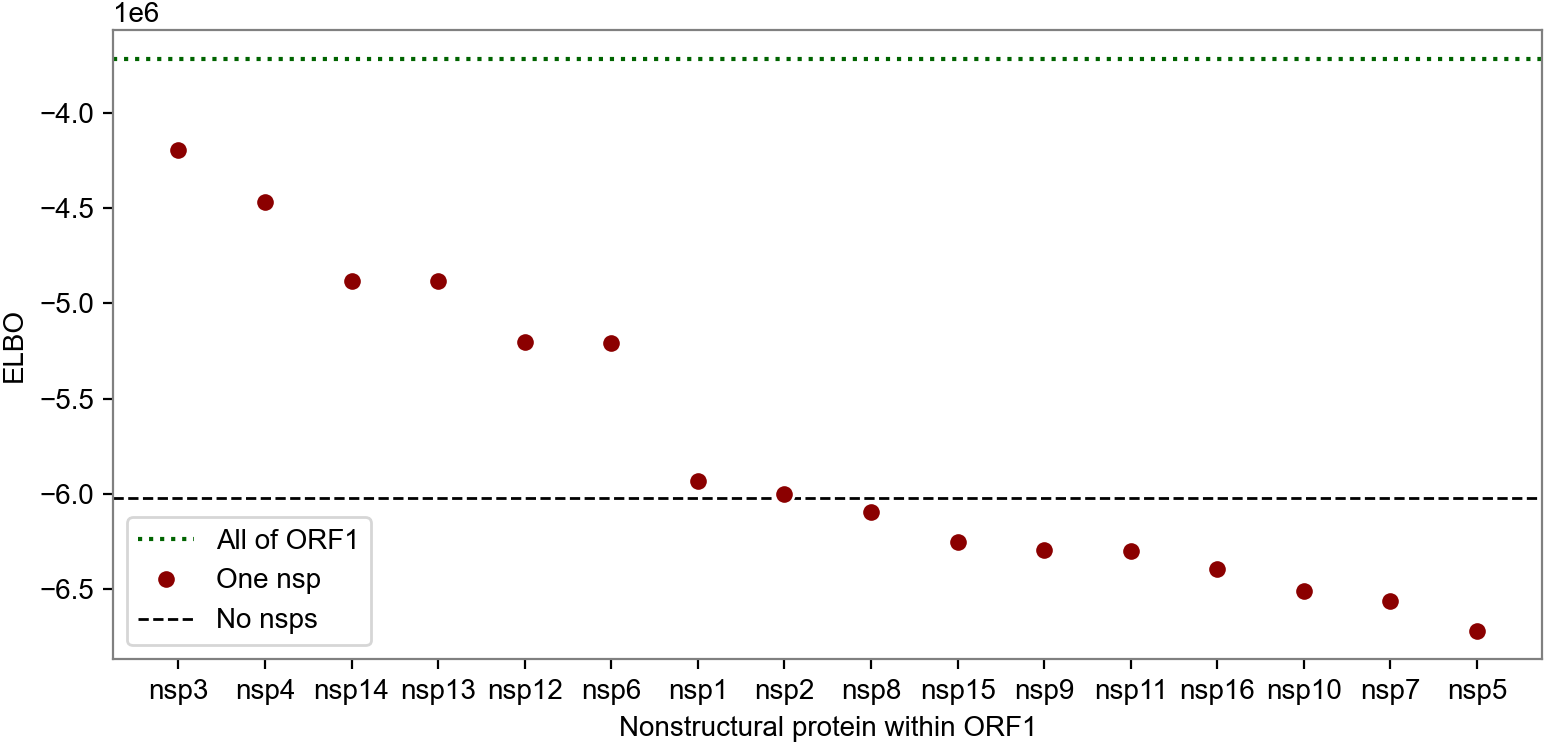 1e6
−4.0
−4.5
−5.0
−5.5
−6.0
−6.5
ELBO
All of ORF1
One nsp
No nsps
nsp3 nsp4 nsp14 nsp13 nsp12 nsp6 nsp1 nsp2 nsp8 nsp15 nsp9 nsp11 nsp16 nsp10 nsp7 nsp5
Nonstructural protein within ORF1